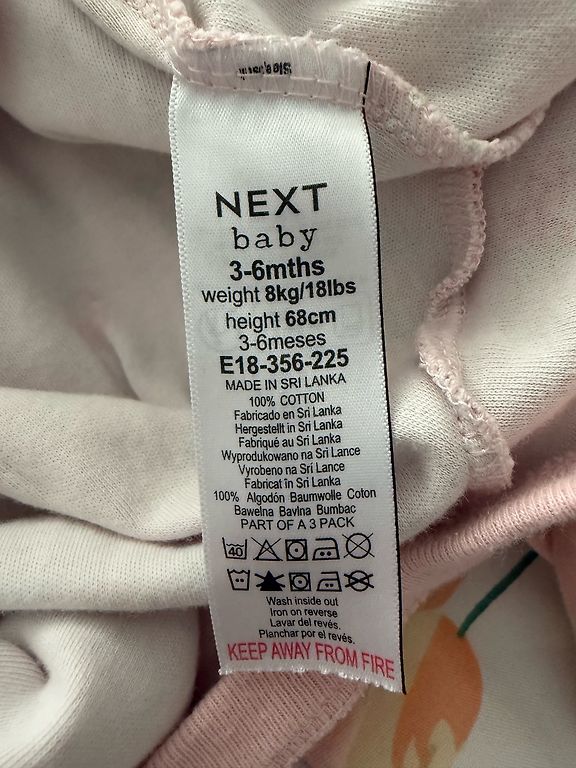 NEXT
baby
3-6mths
weight 8kg/18lbs
height 68cm
3-6meses
E18-356-225
MADE IN SRI LANKA
100% COTTON
Fabricado en Sri Lanka
Hergestellt in Sri Lanka
Fabriqué au Sri Lanka
Wyprodukowano na Sri Lance
Vyrobeno na Srí Lance
Fabricat în Sri Lanka
100% Algodón Baumwolle Coton
Bawełna Bavlna Bumbac
PART OF A 3 PACK
40
Wash inside out
Iron on reverse
Lavar del revés.
Planchar por el revés.
KEEP AWAY FROM FIRE